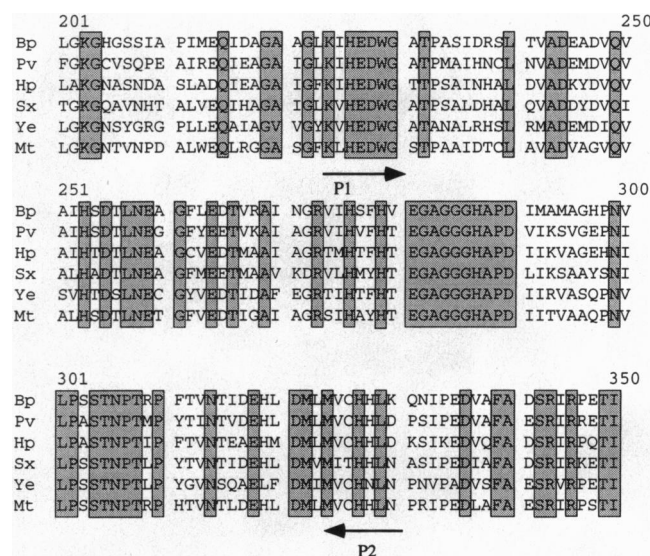 201 250
Bp LGKGHGSSIA PIMEQIDAGA AGLKIHEDWG ATPASIDRSL TVADEADVQV
Pv FGKGCVSQPE AIREQIEAGA IGLKIHEDWG ATPMAIHNCL NVADEMDVQV
Hp LAKGNASNDA SLADQIEAGA IGFKIHEDWG TTPSAINHAL DVADKYDVQV
Sx TGKGQAVNHT ALVEQIHAGA IGLKVHEDWG ATPSALDHAL QVADDYDVQI
Ye LGKGNSYGRG PLLEQAIAGV VGYKLHEDWG ATANALRHSL RMADEMDIQV
Mt LGKGNTVNPD ALWEQLRGGA SGFKLHEDWG STPAAIDTCL AVADVAGVQV
P1
251 300
Bp AIHSDTLNEA GFLEDTVRAI NGRVIHSFHV EGAGGGHAPD IMAMAGHPNV
Pv AIHSDTLNEG GFYEETVKAI AGRVIHVFHT EGAGGGHAPD VIKSVGEPNI
Hp AIHTDTLNEA GCVEDTMAAI AGRTMHTFHT EGAGGGHAPD IIKVAGEHNI
Sx ALHADTLNEA GFMEETMAAV KDRVLHMYHT EGAGGGHAPD LIKSAAYSNI
Ye SVHTDSLNEC GYVEDTIDAF EGRTIHTFHT EGAGGGHAPD IIRVASQPNV
Mt ALHSDTLNET GFVEDTIGAI AGRSIHAYHT EGAGGGHAPD IITVAAQPNV
301 350
Bp LPSSTNPTRP FTVNTIDEHL DMLMVCHHLK QNIPEDVAFA DSRIRPETI
Pv LPASTNPTMP YTINTVDEHL DMLMVCHHLD PSIPEDVAFA ESRIRRETI
Hp LPASTNPTIP FTVNTEAEHM DMLMVCHHLD KSIKEDVQFA DSRIRPQTI
Sx LPSSTNPTLP YTVNTIDEHL DMVMITHHLN ASIPEDIAFA DSRIRKETI
Ye LPSSTNPTLP YGVNSQAELF DMIMVCHNLN PNVPADVSFA ESRVRPETI
Mt LPSSTNPTRP HTVNTLDEHL DMLMVCHHLN PRIPEDLAFA ESRIRPSTI
P2